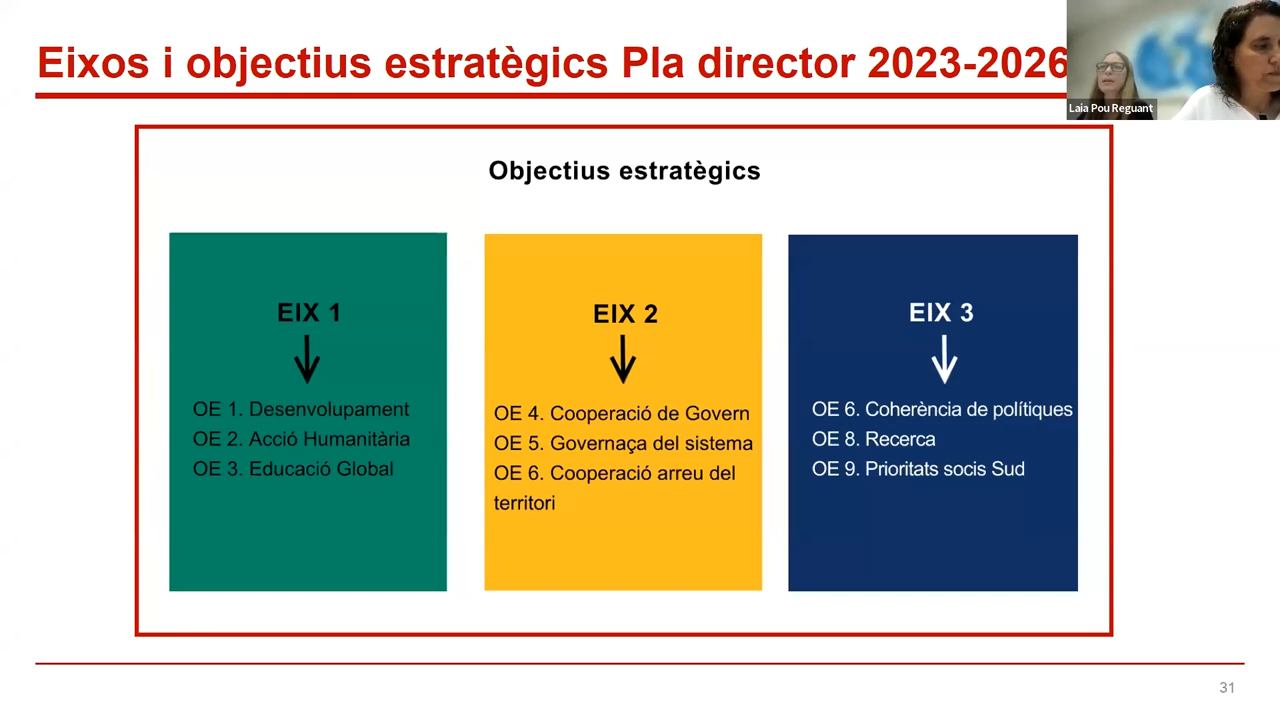 Eixos i objectius estratègics Pla director 2023-2026
Laia Pou Reguant
Objectius estratègics
EIX 1
OE 1. Desenvolupament
OE 2. Acció Humanitària
OE 3. Educació Global
EIX 2
OE 4. Cooperació de Govern
OE 5. Governaça del sistema
OE 6. Cooperació arreu del
territori
EIX 3
OE 6. Coherència de polítiques
OE 8. Recerca
OE 9. Prioritats socis Sud
31